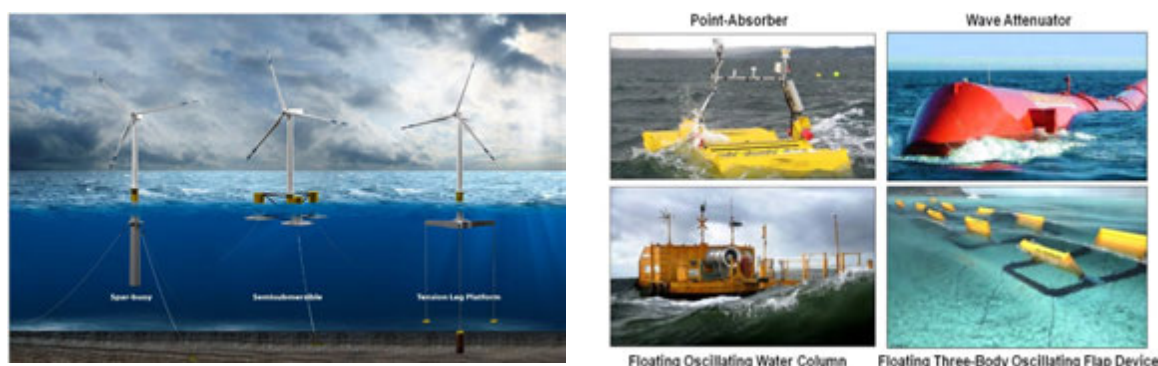 Point-Absorber
Wave Attenuator
Spar-buoy
Semisubmersible
Tension Leg Platform
Floating Oscillating Water Column
Floating Three-Body Oscillating Flap Device